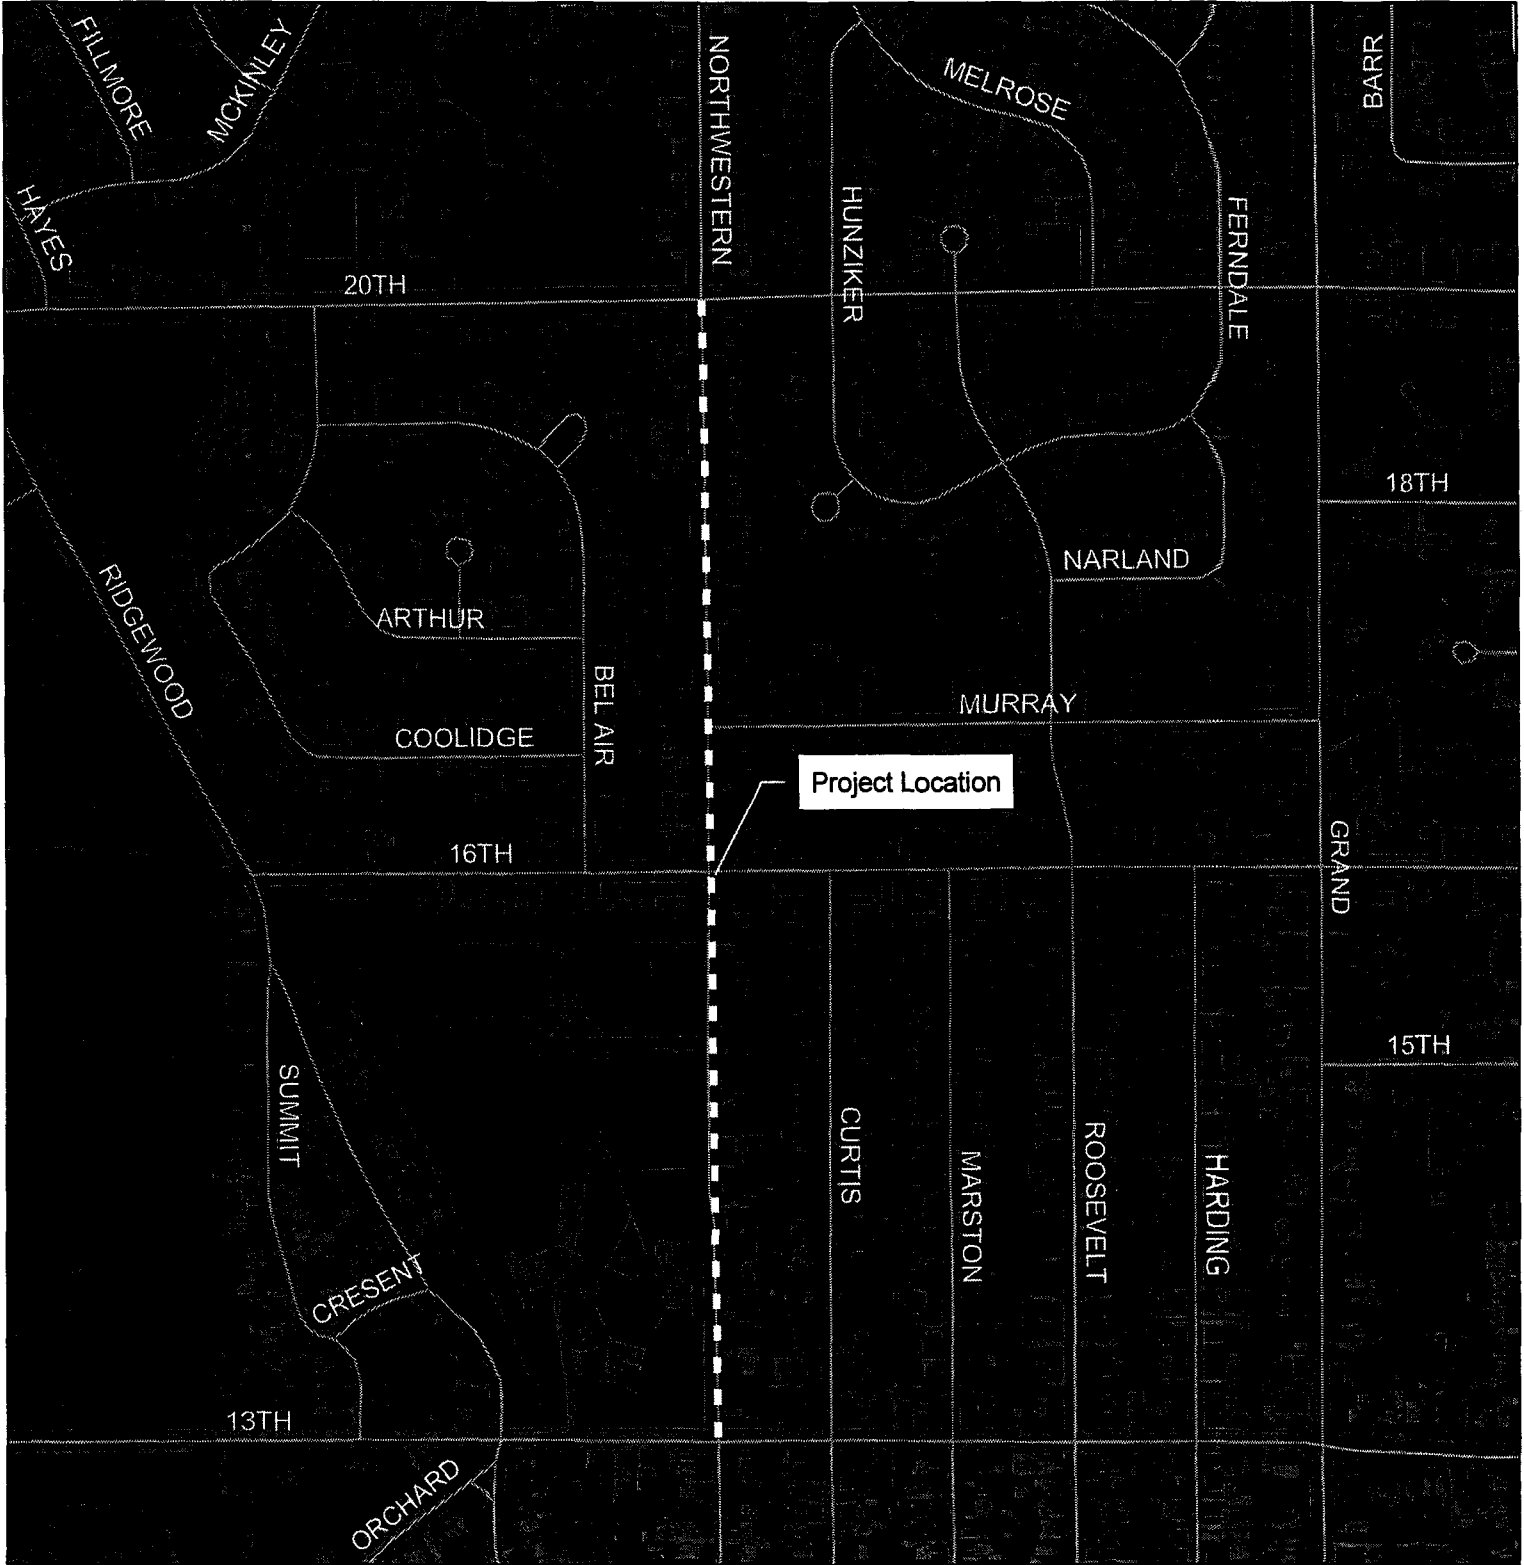 FILLMORE
MCKINLEY
NORTHWESTERN
MELROSE
BARR
HAYES
HUNZIKER
FERNDALE
20TH
18TH
RIDGEWOOD
NARLAND
ARTHUR
BEL AIR
MURRAY
COOLIDGE
Project Location
16TH
GRAND
15TH
SUMMIT
CURTIS
MARSTON
ROOSEVELT
HARDING
CRESENT
13TH
ORCHARD